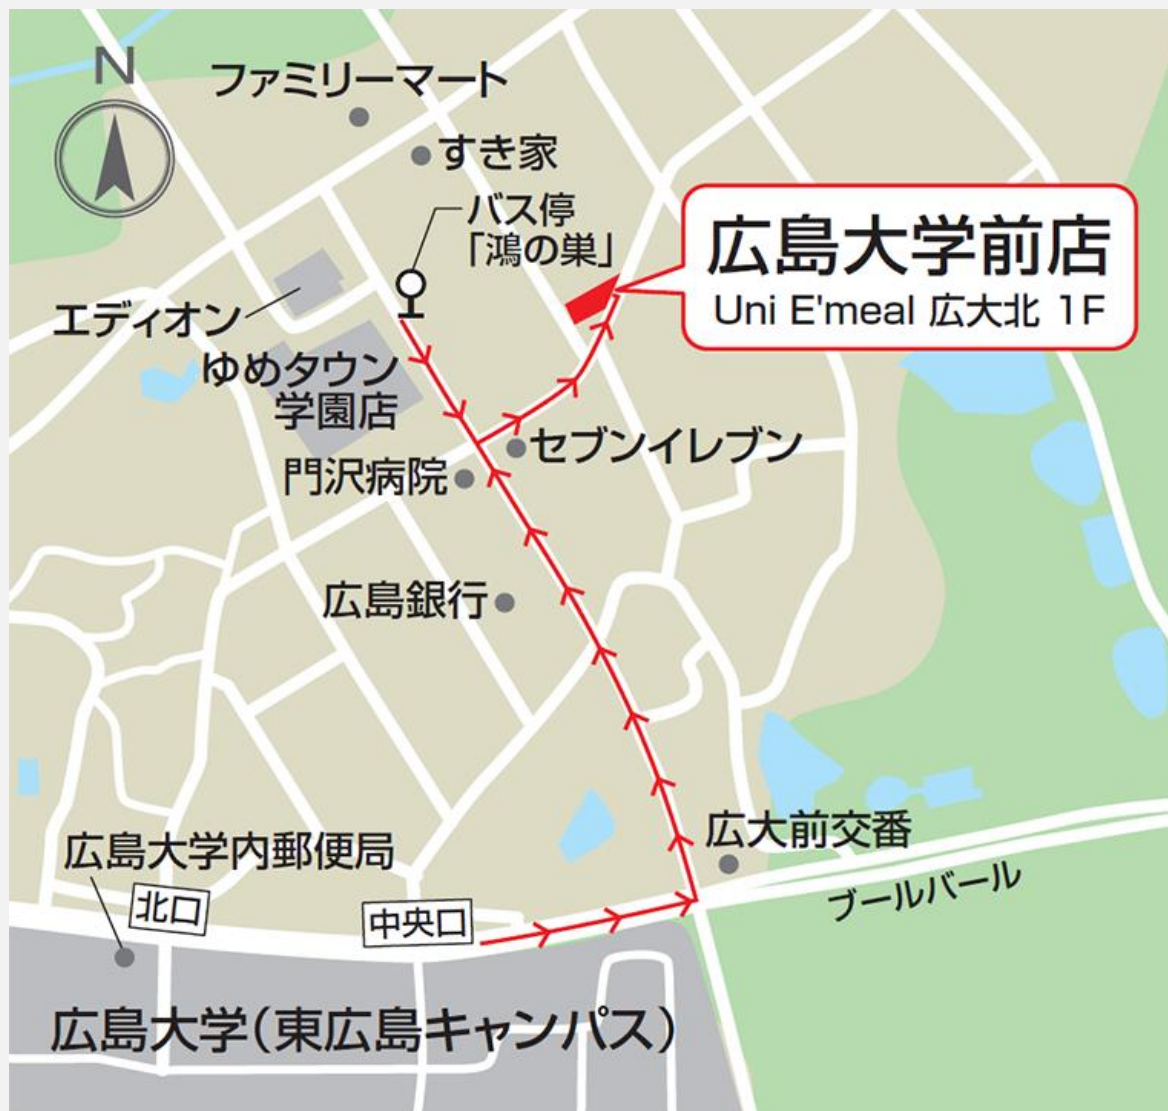 N
ファミリーマート
すき家
バス停
「鴻の巣」
広島大学前店
Uni E'meal 広大北 1F
エディオン
ゆめタウン
学園店
セブンイレブン
門沢病院
広島銀行
広大前交番
広島大学内郵便局
ブールバール
北口
中央口
広島大学(東広島キャンパス)